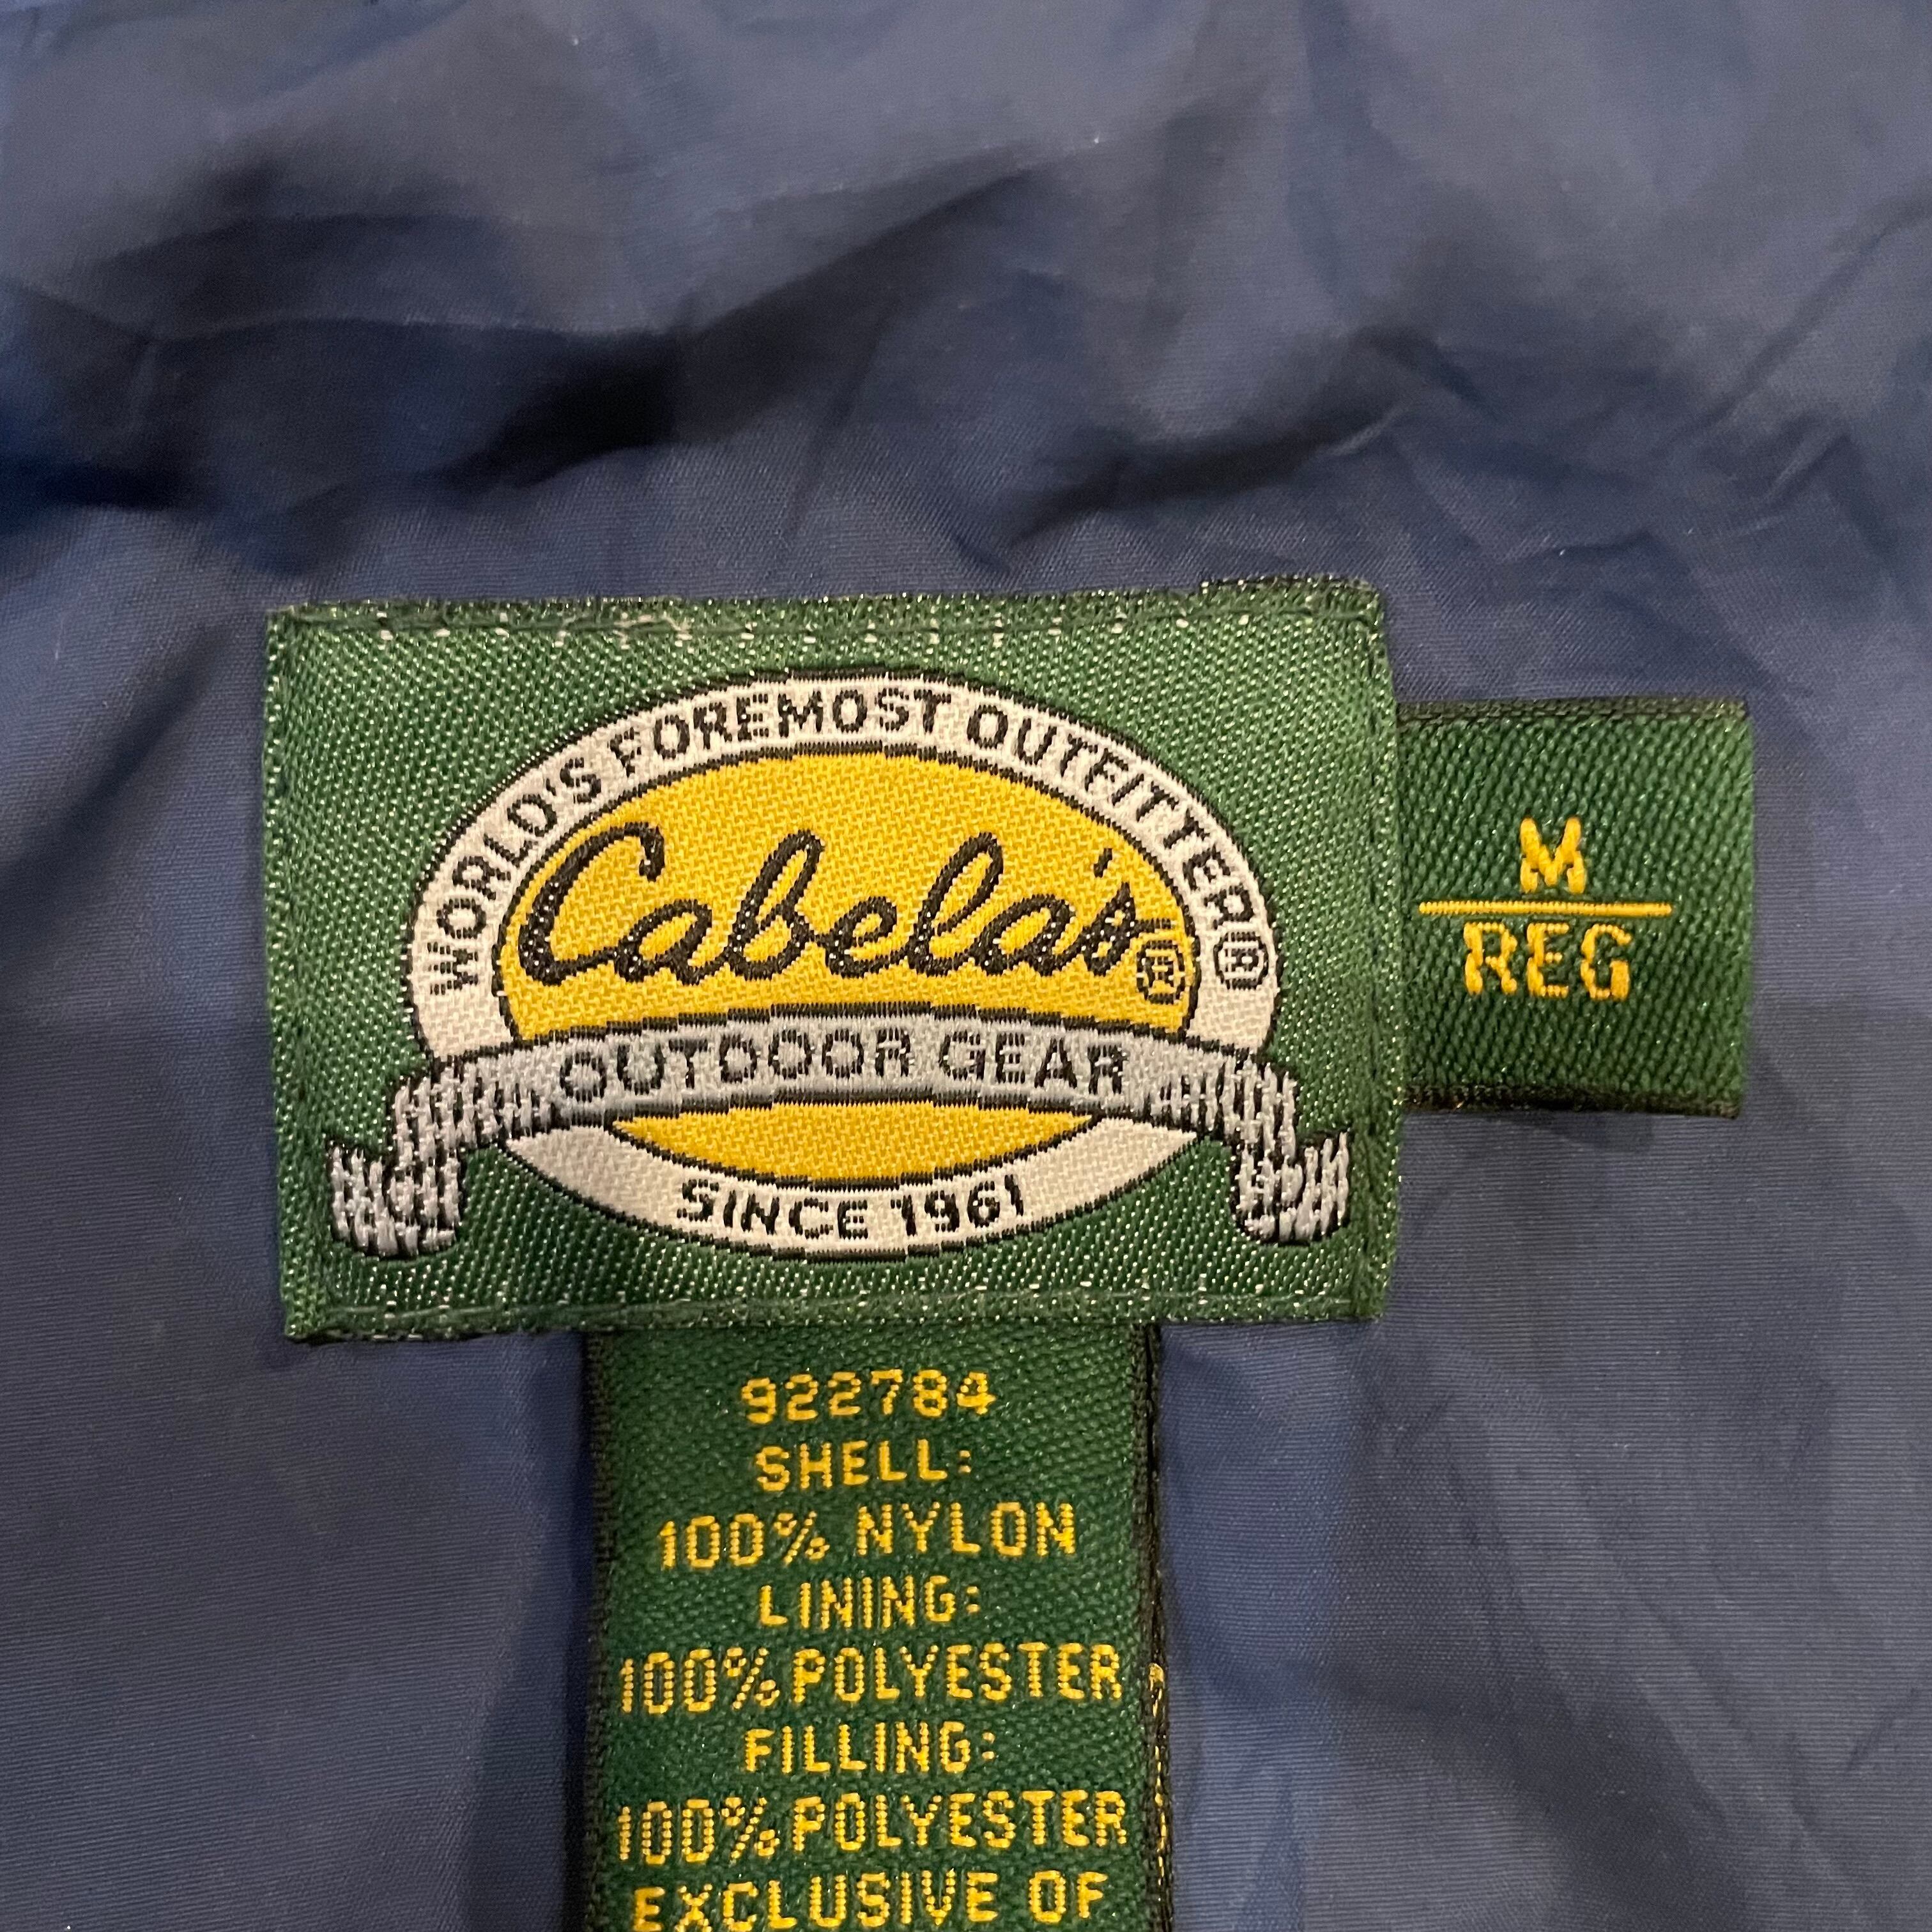 WORLD'S FOREMOST OUTFITTER®
Cabela's®
OUTDOOR GEAR
SINCE 1961
M
REG
922784
SHELL:
100% NYLON
LINING:
100% POLYESTER
FILLING:
100% POLYESTER
EXCLUSIVE OF